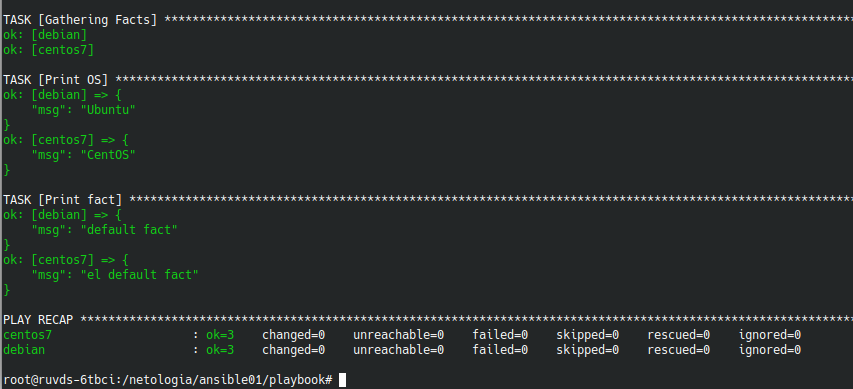 TASK [Gathering Facts] **************************************************************************************************
ok: [debian]
ok: [centos7]
TASK [Print OS] *********************************************************************************************************
ok: [debian] => {
    "msg": "Ubuntu"
}
ok: [centos7] => {
    "msg": "CentOS"
}
TASK [Print fact] *******************************************************************************************************
ok: [debian] => {
    "msg": "default fact"
}
ok: [centos7] => {
    "msg": "el default fact"
}
PLAY RECAP **************************************************************************************************************
centos7                    : ok=3    changed=0    unreachable=0    failed=0    skipped=0    rescued=0    ignored=0
debian                     : ok=3    changed=0    unreachable=0    failed=0    skipped=0    rescued=0    ignored=0
root@ruvds-6tbci:/netologia/ansible01/playbook#